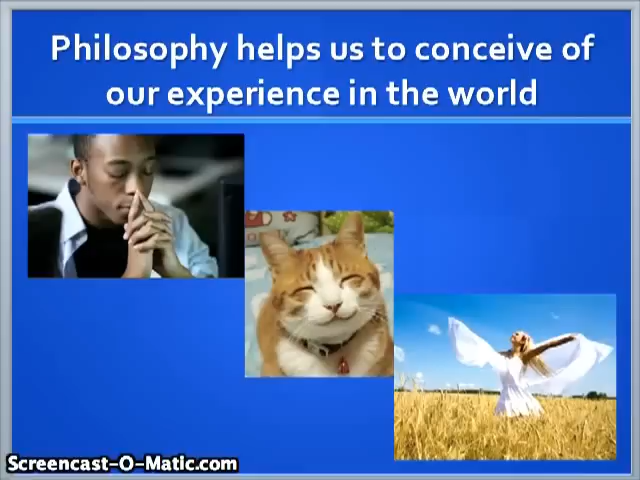 Philosophy helps us to conceive of
our experience in the world
Screencast-O-Matic.com